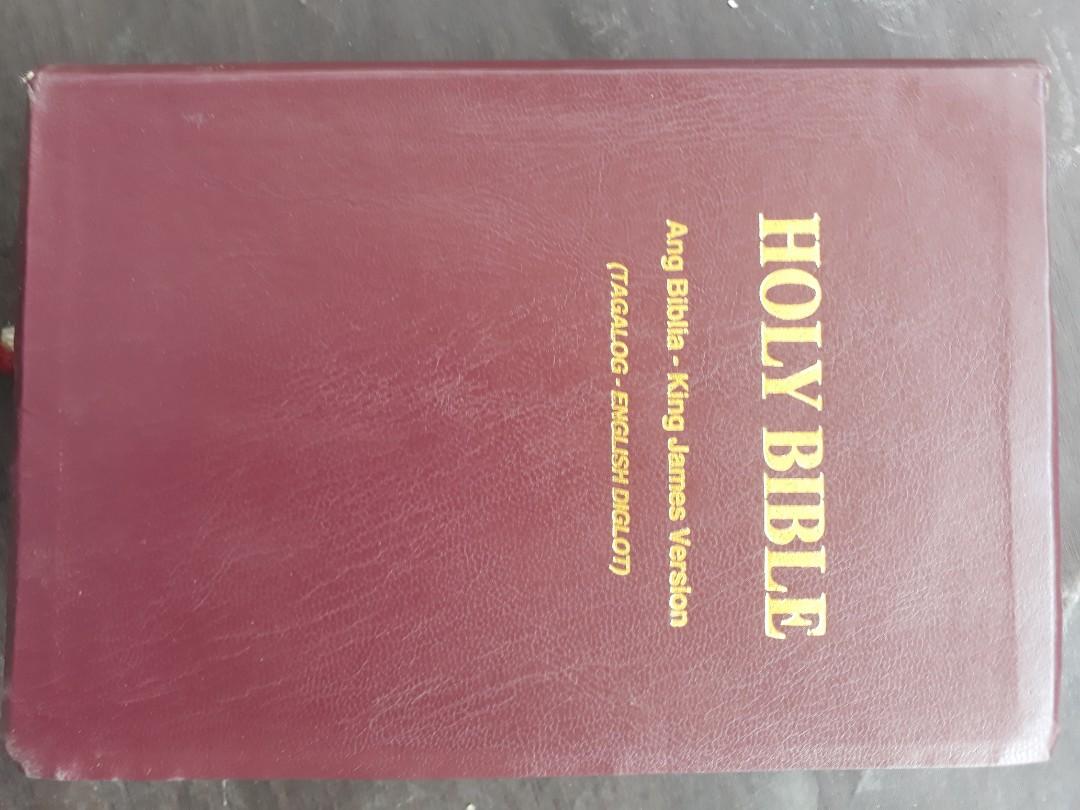 HOLY BIBLE
Ang Biblia - King James Version
(TAGALOG - ENGLISH DIGLOT)